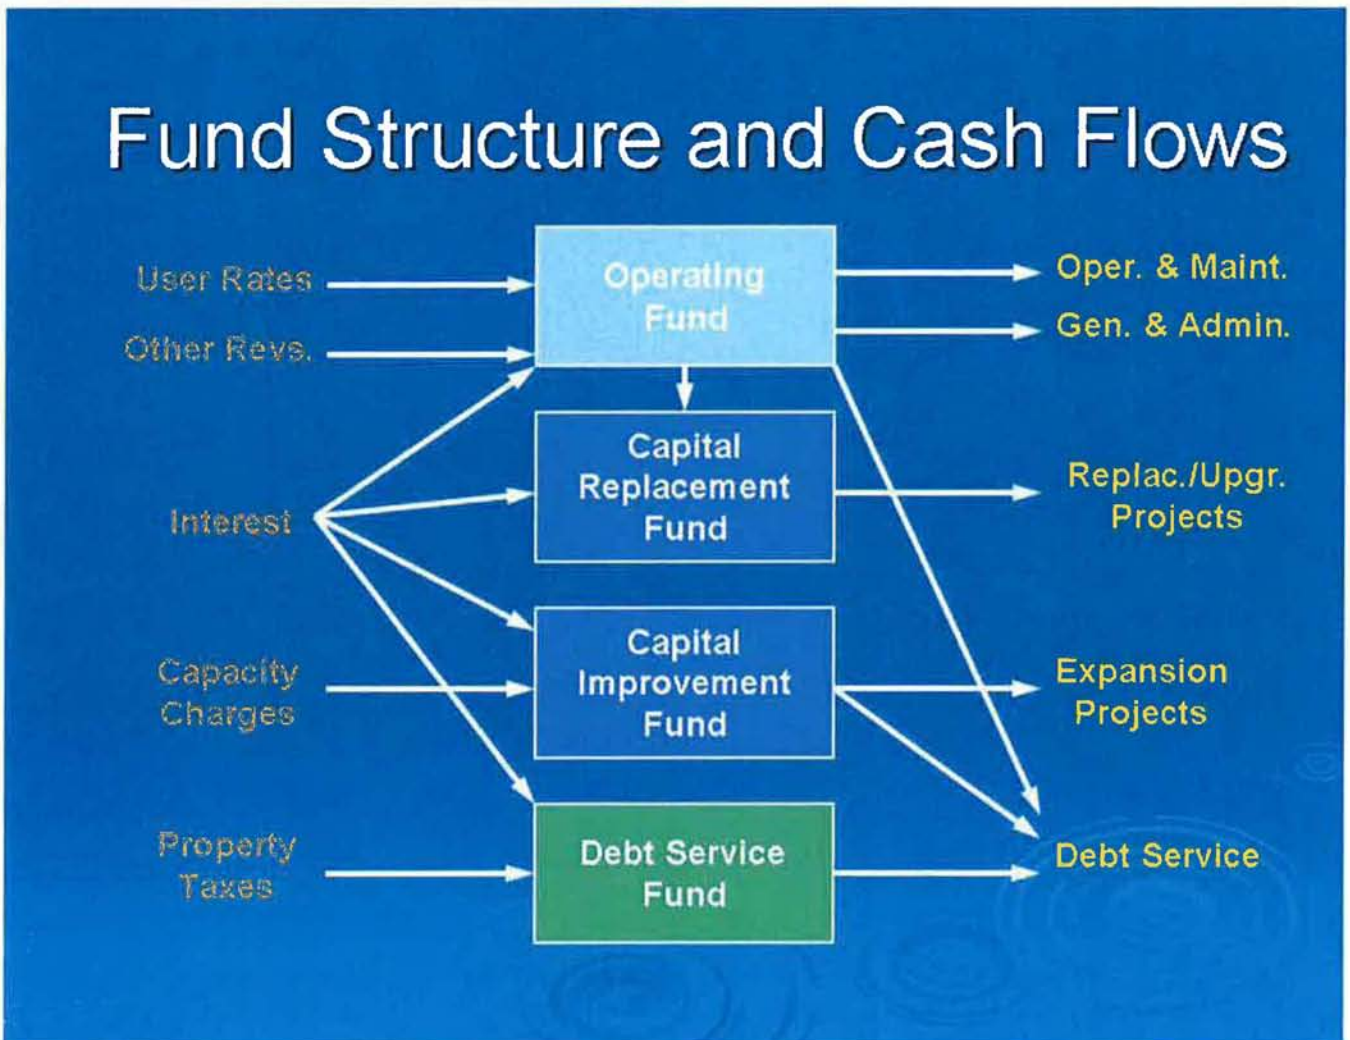 Fund Structure and Cash Flows
User Rates
Other Revs.
Interest
Capacity
Charges
Property
Taxes
Operating
Fund
Capital
Replacement
Fund
Capital
Improvement
Fund
Debt Service
Fund
Oper. & Maint.
Gen. & Admin.
Replac./Upgr.
Projects
Expansion
Projects
Debt Service